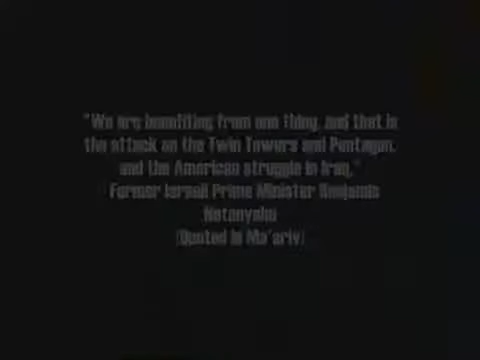 "We are benefiting from one thing, and that is
the attack on the Twin Towers and Pentagon,
and the American struggle in Iraq."
Former Israeli Prime Minister Benjamin
Netanyahu
(Quoted in Ma'ariv)